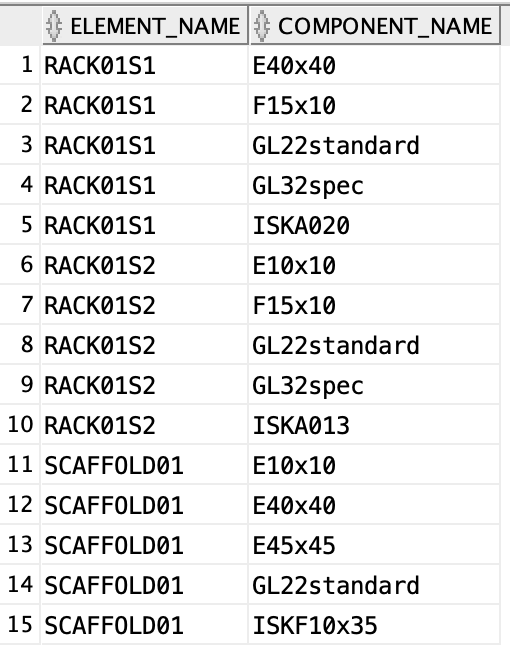 ELEMENT_NAME COMPONENT_NAME
1 RACK01S1 E40x40
2 RACK01S1 F15x10
3 RACK01S1 GL22standard
4 RACK01S1 GL32spec
5 RACK01S1 ISKA020
6 RACK01S2 E10x10
7 RACK01S2 F15x10
8 RACK01S2 GL22standard
9 RACK01S2 GL32spec
10 RACK01S2 ISKA013
11 SCAFFOLD01 E10x10
12 SCAFFOLD01 E40x40
13 SCAFFOLD01 E45x45
14 SCAFFOLD01 GL22standard
15 SCAFFOLD01 ISKF10x35